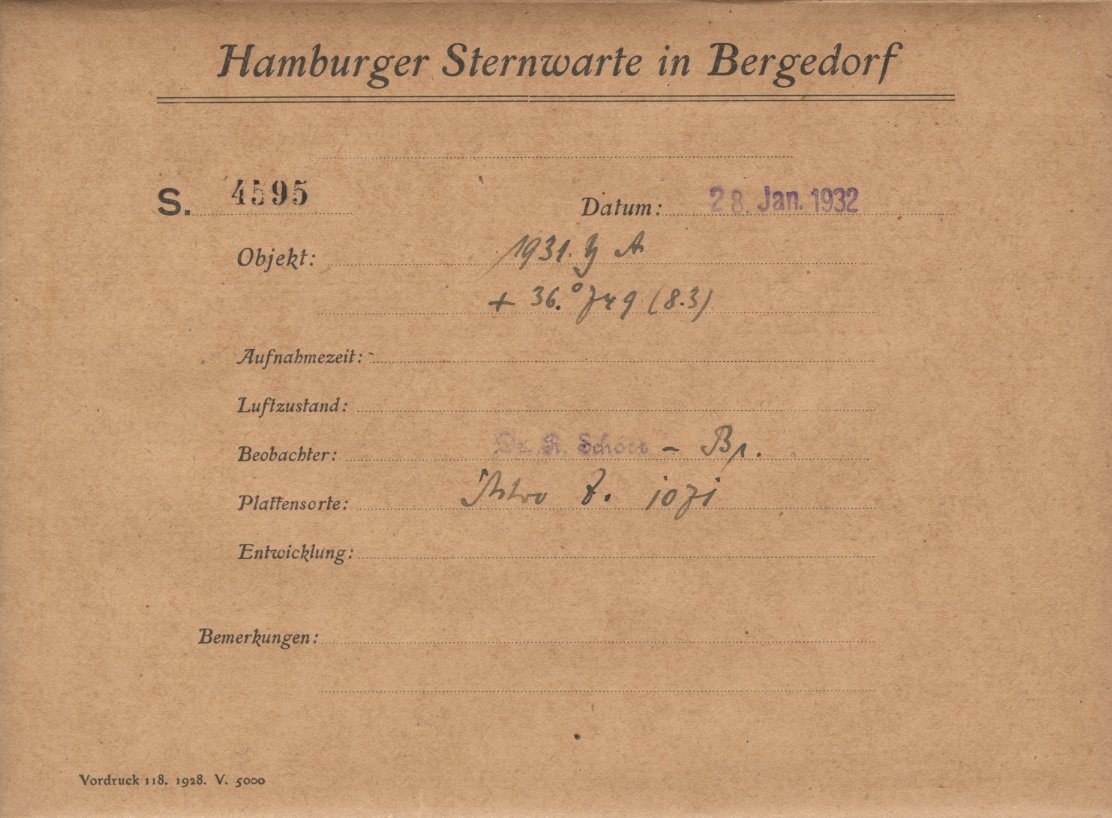 Hamburger Sternwarte in Bergedorf
S. 4595 Datum: 28. Jan. 1932
Objekt: 1931. A
+ 36.° (8.3)
Aufnahmezeit:
Luftzustand:
Beobachter: Dr. R. Schorr – Br.
Plattensorte: Astro
Entwicklung:
Bemerkungen:
Vordruck 118. 1928. V. 5000